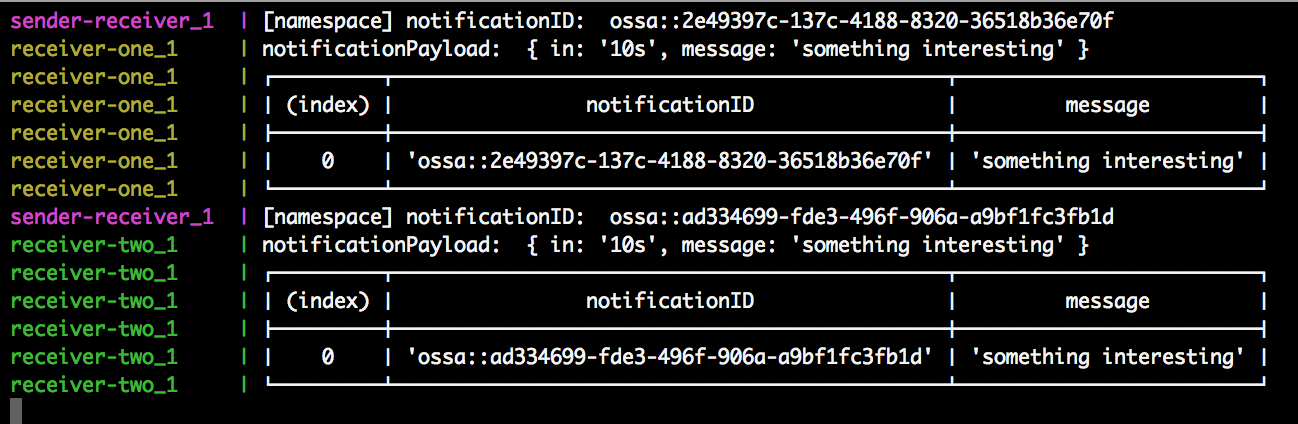 sender-receiver_1 | [namespace] notificationID: ossa::2e49397c-137c-4188-8320-36518b36e70f
receiver-one_1 | notificationPayload: { in: '10s', message: 'something interesting' }
receiver-one_1 |
receiver-one_1 | | (index) | notificationID | message |
receiver-one_1 |
receiver-one_1 | | 0 | 'ossa::2e49397c-137c-4188-8320-36518b36e70f' | 'something interesting' |
receiver-one_1 |
sender-receiver_1 | [namespace] notificationID: ossa::ad334699-fde3-496f-906a-a9bf1fc3fb1d
receiver-two_1 | notificationPayload: { in: '10s', message: 'something interesting' }
receiver-two_1 |
receiver-two_1 | | (index) | notificationID | message |
receiver-two_1 |
receiver-two_1 | | 0 | 'ossa::ad334699-fde3-496f-906a-a9bf1fc3fb1d' | 'something interesting' |
receiver-two_1 |